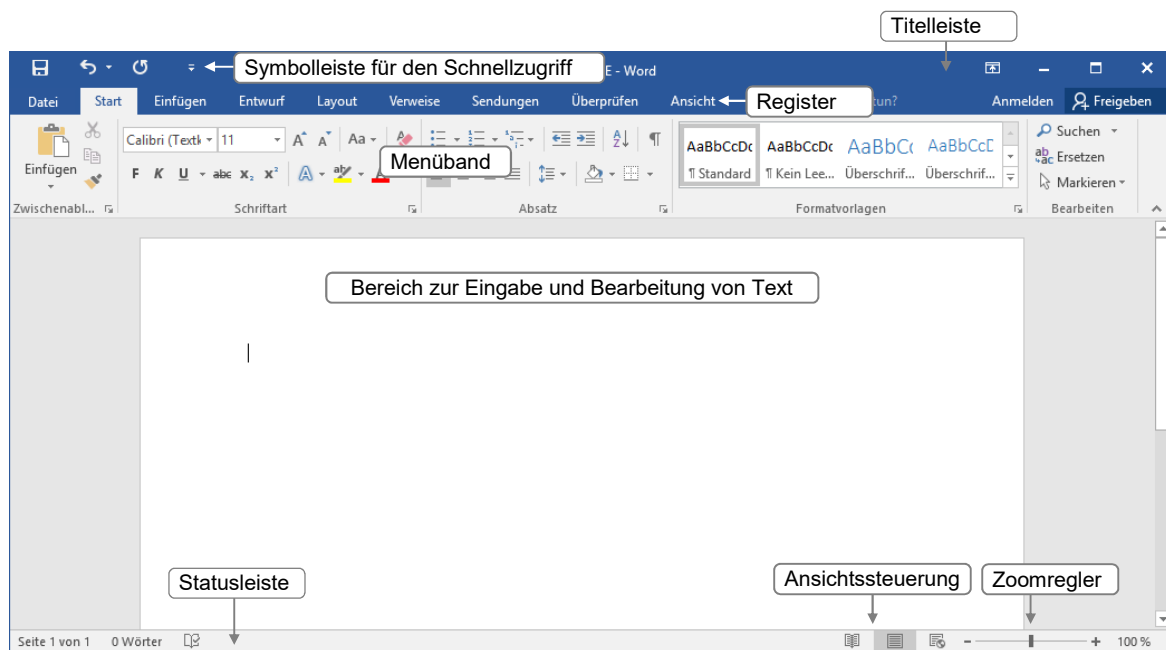 Titelleiste
Symbolleiste für den Schnellzugriff E - Word
Datei Start Einfügen Entwurf Layout Verweise Sendungen Überprüfen Ansicht Register tun? Anmelden Freigeben
Calibri (Textk 11 A A Aa Suchen
AaBbCcDc AaBbCcDc AaBbCc AaBbCcD
Menüband
Einfügen F K U abc x₂ x² A aby A ¶ Standard ¶ Kein Lee... Überschrif... Überschrif... Ersetzen
Markieren
Zwischenabl... Schriftart Absatz Formatvorlagen Bearbeiten
Bereich zur Eingabe und Bearbeitung von Text
Statusleiste Ansichtssteuerung Zoomregler
Seite 1 von 1 0 Wörter - + 100 %